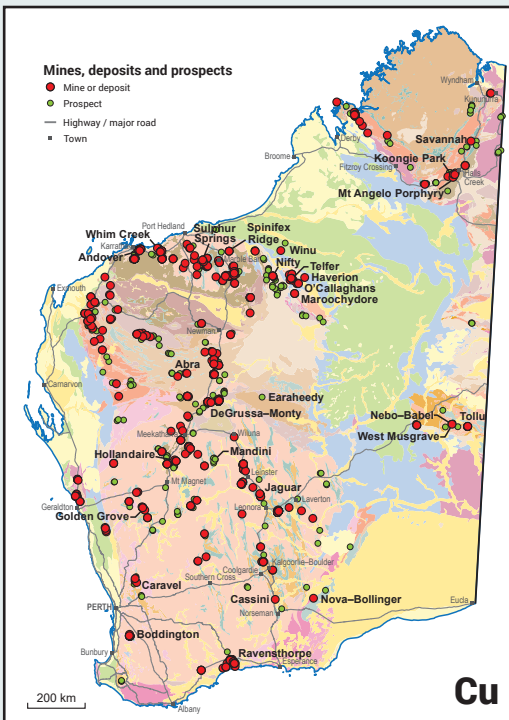 Mines, deposits and prospects
Mine or deposit
Prospect
Highway / major road
Town
Wyndham
Kununurra
Savannah
Derby
Koongie Park
Broome
Fitzroy Crossing
Halls
Creek
Mt Angelo Porphyry
Port Hedland
Sulphur
Springs
Spinifex
Ridge
Whim Creek
Karratha
Andover
Marble Bar
Winu
Nifty
Telfer
Haverion
O'Callaghans
Maroochydore
Exmouth
Newman
Abra
Carnarvon
Earaheedy
DeGrussa–Monty
Nebo–Babel
Tollu
West Musgrave
Meekatharra
Wiluna
Hollandaire
Mandini
Leinster
Mt Magnet
Jaguar
Geraldton
Golden Grove
Leonora
Laverton
Coolgardie
Kalgoorlie–Boulder
Southern Cross
Caravel
Cassini
Nova–Bollinger
Norseman
Eucla
PERTH
Boddington
Bunbury
Ravensthorpe
Esperance
Albany
200 km
Cu